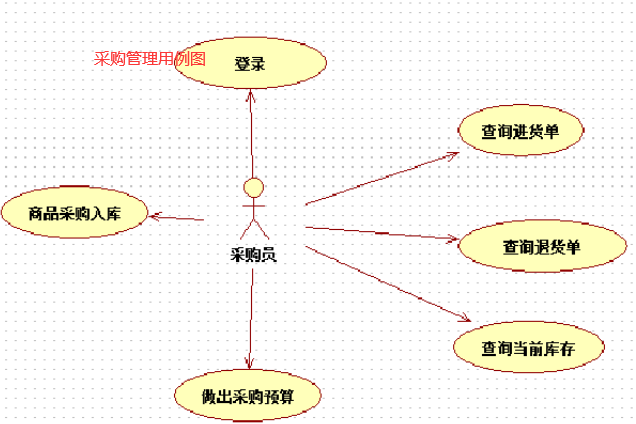 采购管理用例图
登录
查询进货单
商品采购入库
查询退货单
采购员
查询当前库存
做出采购预算